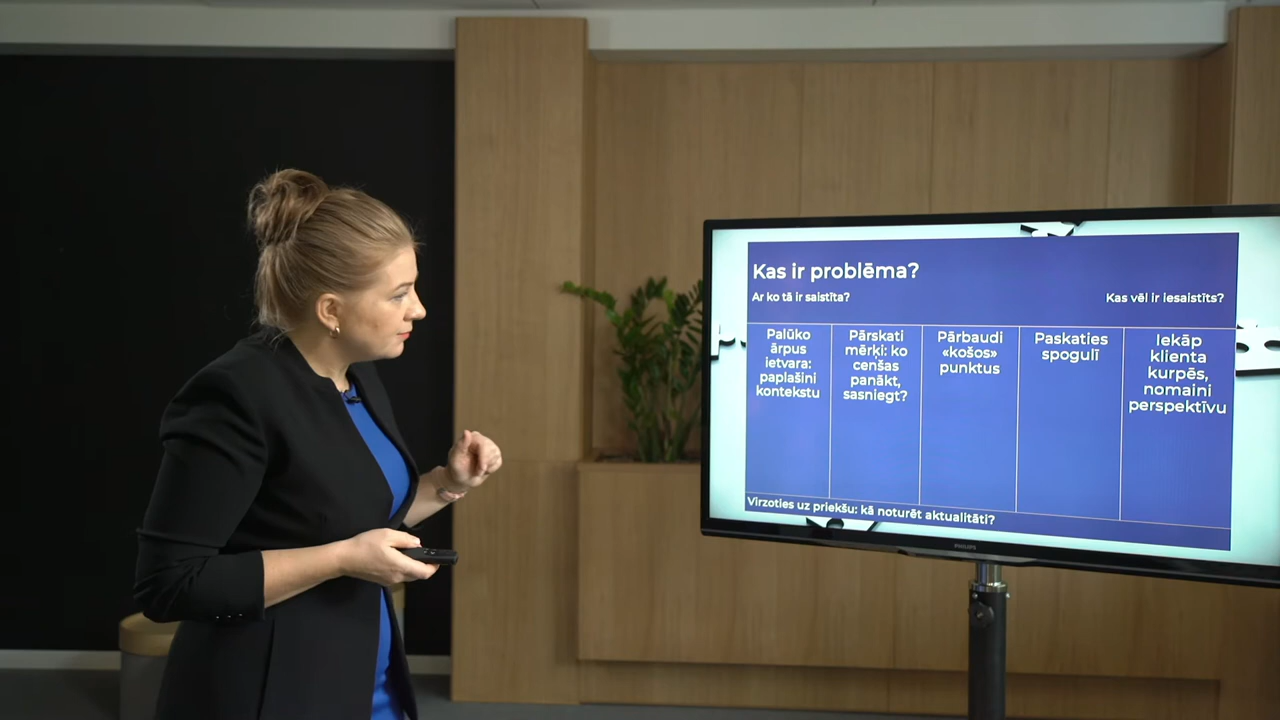 Kas ir problēma?
Ar ko tā ir saistīta?
Kas vēl ir iesaistīts?
Palūko
ārpus
ietvara:
paplašini
kontekstu
Pārskati
mērķi: ko
cenšas
panākt,
sasniegt?
Pārbaudi
«košos»
punktus
Paskaties
spogulī
Iekāp
klienta
kurpēs,
nomaini
perspektīvu
Virzoties uz priekšu: kā noturēt aktualitāti?
PHILIPS